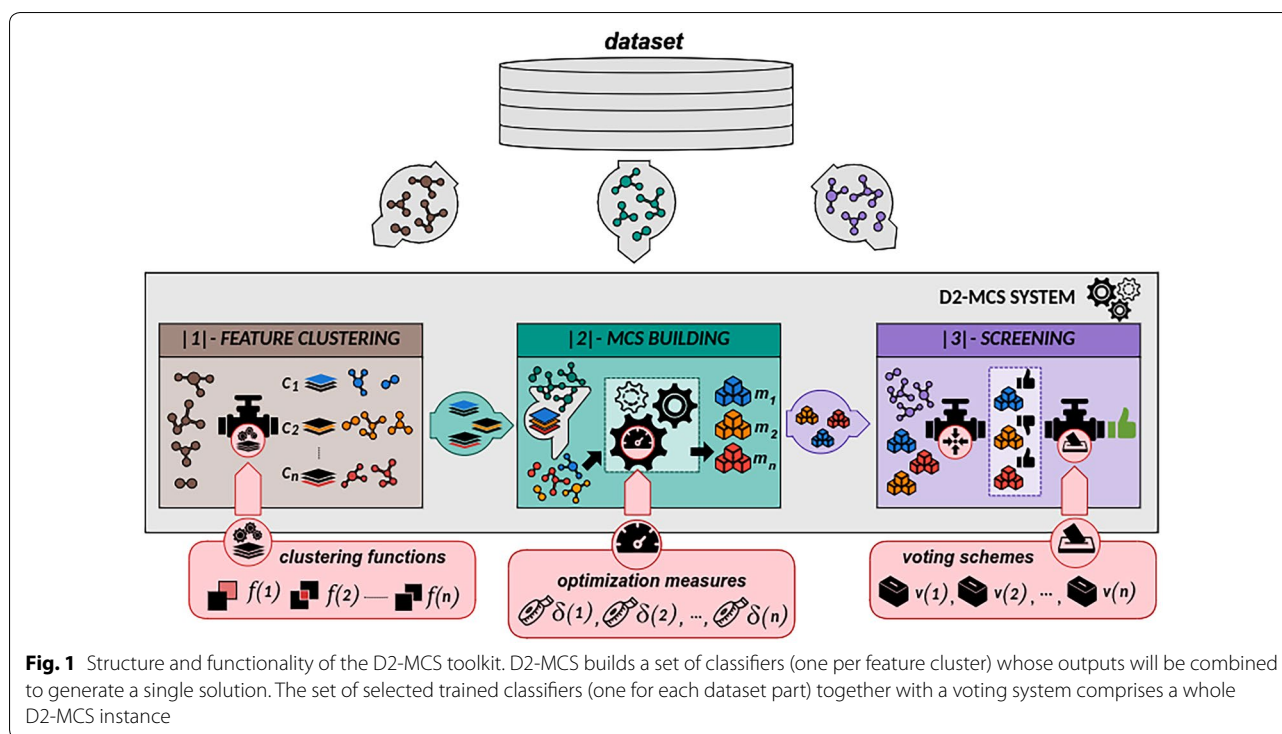 dataset
D2-MCS SYSTEM
|1|- FEATURE CLUSTERING
C1
C2
Cn
|2|- MCS BUILDING
m1
m2
mn
|3|- SCREENING
clustering functions
f(1) f(2) — f(n)
optimization measures
δ(1), δ(2), ..., δ(n)
voting schemes
v(1), v(2), ..., v(n)
Fig. 1 Structure and functionality of the D2-MCS toolkit. D2-MCS builds a set of classifiers (one per feature cluster) whose outputs will be combined
to generate a single solution. The set of selected trained classifiers (one for each dataset part) together with a voting system comprises a whole
D2-MCS instance